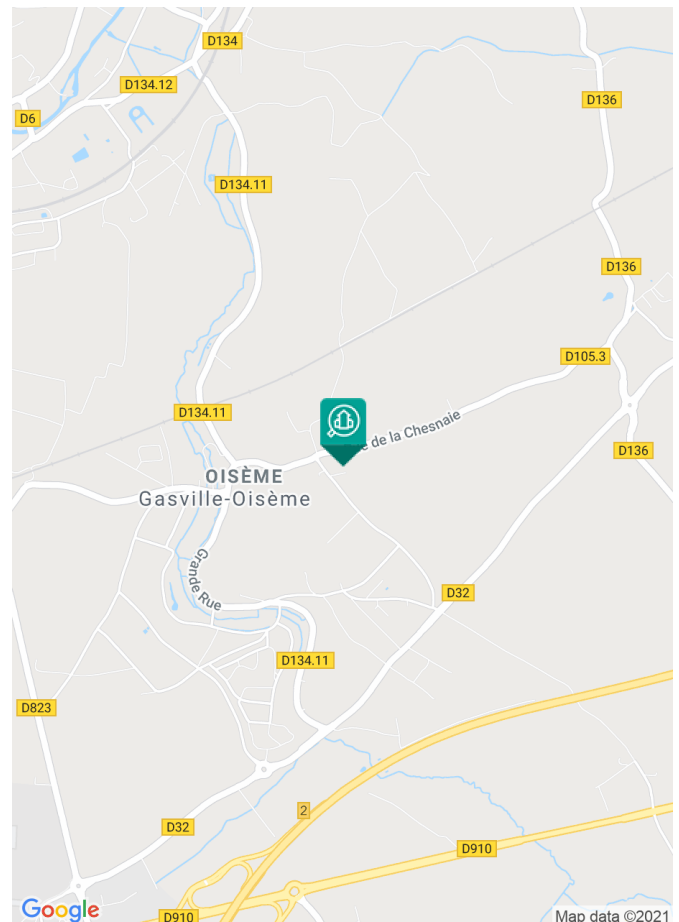 D134
D134.12
D6
D136
D134.11
D136
D105.3
D134.11
e de la Chesnaie
D136
OISÈME
Gasville-Oisème
Grande Rue
D32
D134.11
D823
2
D32
D910
D910
Google
Map data ©2021